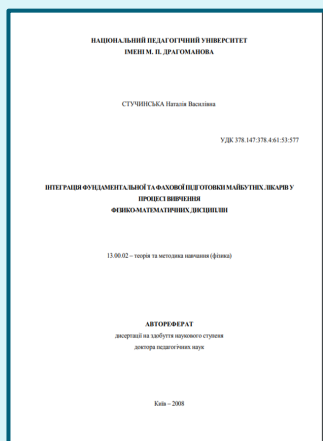 НАЦІОНАЛЬНИЙ ПЕДАГОГІЧНИЙ УНІВЕРСИТЕТ
ІМЕНІ М. П. ДРАГОМАНОВА
СТУЧИНСЬКА Наталія Василівна
УДК 378.147:378.4:61:53:577
ІНТЕГРАЦІЯ ФУНДАМЕНТАЛЬНОЇ ТА ФАХОВОЇ ПІДГОТОВКИ МАЙБУТНІХ ЛІКАРІВ У
ПРОЦЕСІ ВИВЧЕННЯ
ФІЗИКО-МАТЕМАТИЧНИХ ДИСЦИПЛІН
13.00.02 – теорія та методика навчання (фізика)
АВТОРЕФЕРАТ
дисертації на здобуття наукового ступеня
доктора педагогічних наук
Київ – 2008